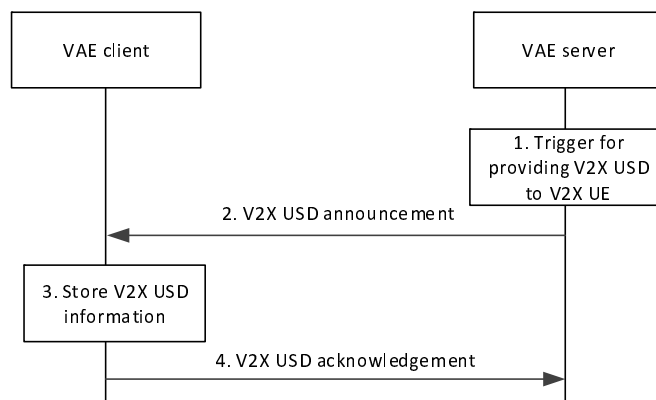 VAE client
VAE server
1. Trigger for
providing V2X USD
to V2X UE
2. V2X USD announcement
3. Store V2X USD
information
4. V2X USD acknowledgement